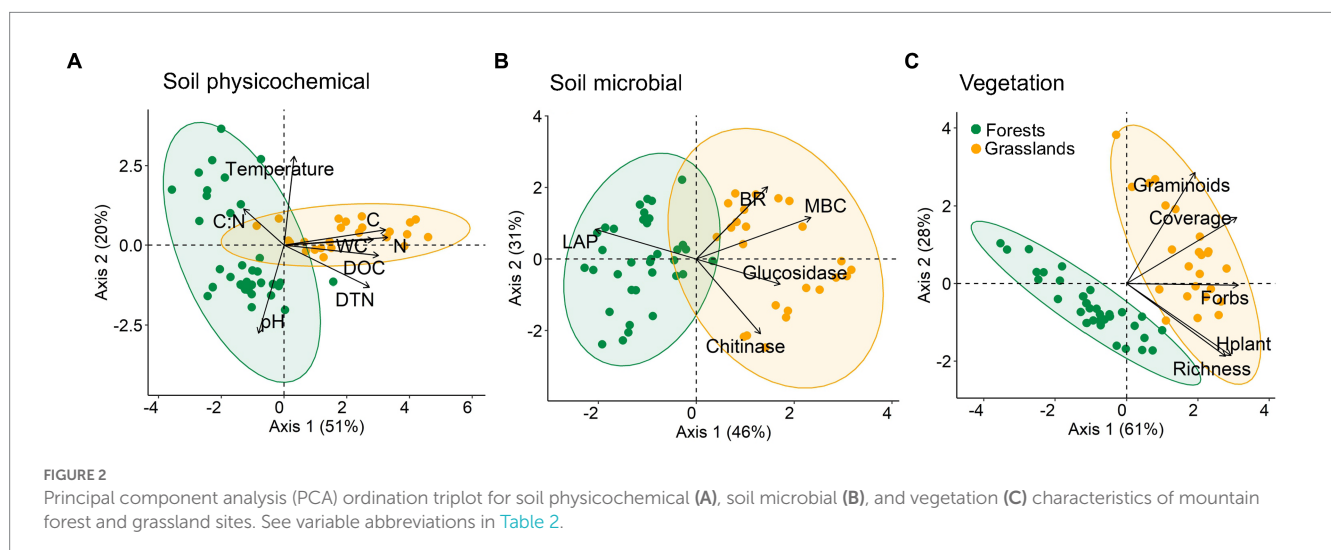 A
Soil physicochemical
Axis 2 (20%)
2.5
0.0
-2.5
Temperature
C:N
C
WC
N
DOC
DTN
pH
-4 -2 0 2 4 6
Axis 1 (51%)
B
Soil microbial
Axis 2 (31%)
4
2
0
-2
BR
MBC
LAP
Glucosidase
Chitinase
-2 0 2 4
Axis 1 (46%)
C
Vegetation
Forests
Grasslands
Axis 2 (28%)
4
2
0
-2
Graminoids
Coverage
Forbs
Hplant
Richness
-4 -2 0 2 4
Axis 1 (61%)
FIGURE 2
Principal component analysis (PCA) ordination triplot for soil physicochemical (A), soil microbial (B), and vegetation (C) characteristics of mountain
forest and grassland sites. See variable abbreviations in Table 2.